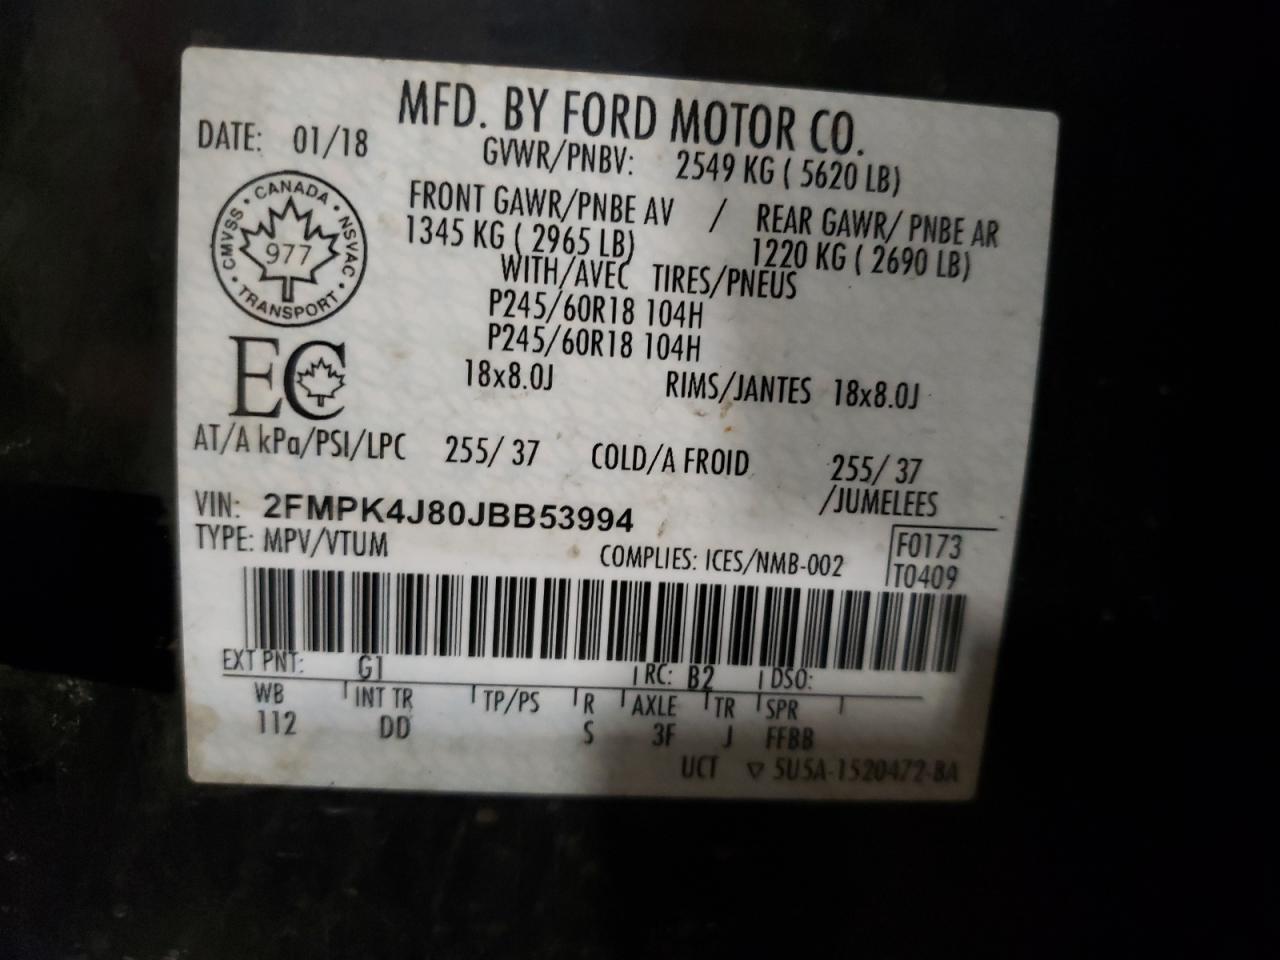 MFD. BY FORD MOTOR CO.
DATE: 01/18
GVWR/PNBV: 2549 KG ( 5620 LB)
FRONT GAWR/PNBE AV / REAR GAWR/ PNBE AR
1345 KG ( 2965 LB) 1220 KG ( 2690 LB)
WITH/AVEC TIRES/PNEUS
P245/60R18 104H
P245/60R18 104H
18x8.0J RIMS/JANTES 18x8.0J
CANADA
CMVSS 977 NSVAC
TRANSPORT
EC
AT/A kPa/PSI/LPC 255/ 37 COLD/A FROID 255/ 37
/JUMELEES
VIN: 2FMPK4J80JBB53994
TYPE: MPV/VTUM
COMPLIES: ICES/NMB-002
F0173
T0409
EXT PNT: G1 RC: B2 DSO:
WB INT TR TP/PS R AXLE TR SPR
112 DD S 3F J FFBB
UCT ▽ 5U5A-1520472-BA